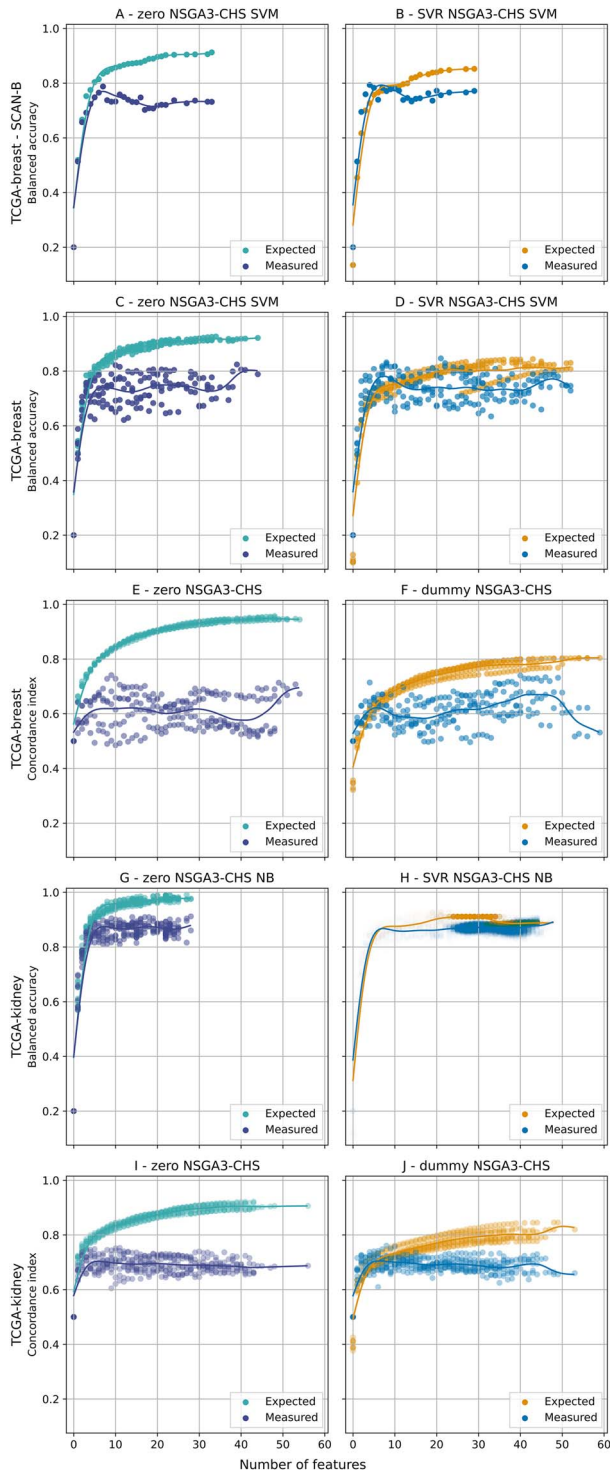 A - zero NSGA3-CHS SVM
B - SVR NSGA3-CHS SVM
TCGA-breast - SCAN-B
Balanced accuracy
1.0
0.8
0.6
0.4
0.2
Expected
Measured
Expected
Measured
C - zero NSGA3-CHS SVM
D - SVR NSGA3-CHS SVM
TCGA-breast
Balanced accuracy
1.0
0.8
0.6
0.4
0.2
Expected
Measured
Expected
Measured
E - zero NSGA3-CHS
F - dummy NSGA3-CHS
TCGA-breast
Concordance index
1.0
0.8
0.6
0.4
0.2
Expected
Measured
Expected
Measured
G - zero NSGA3-CHS NB
H - SVR NSGA3-CHS NB
TCGA-kidney
Balanced accuracy
1.0
0.8
0.6
0.4
0.2
Expected
Measured
Expected
Measured
I - zero NSGA3-CHS
J - dummy NSGA3-CHS
TCGA-kidney
Concordance index
1.0
0.8
0.6
0.4
0.2
Expected
Measured
Expected
Measured
0 10 20 30 40 50 60 0 10 20 30 40 50 60
Number of features